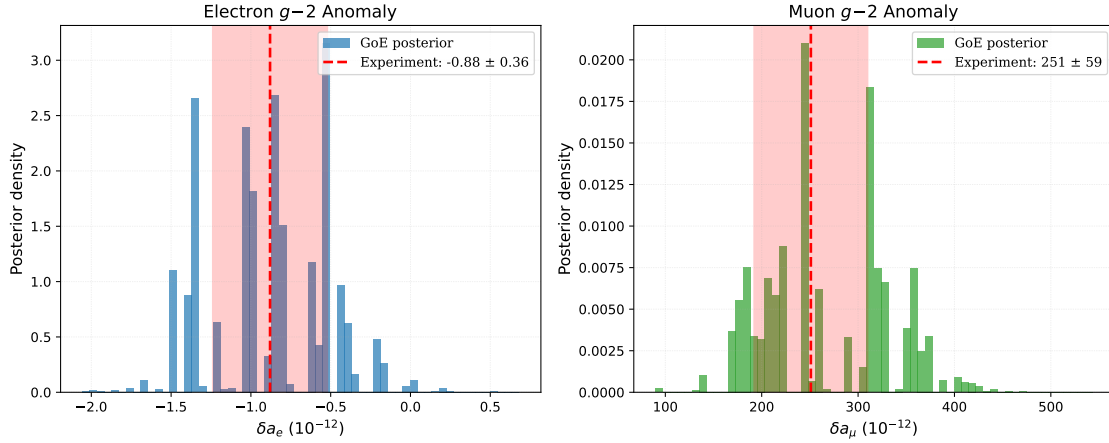 Electron g−2 Anomaly
GoE posterior
Experiment: -0.88 ± 0.36
Posterior density
3.0
2.5
2.0
1.5
1.0
0.5
0.0
−2.0 −1.5 −1.0 −0.5 0.0 0.5
δaₑ (10⁻¹²)
Muon g−2 Anomaly
GoE posterior
Experiment: 251 ± 59
Posterior density
0.0200
0.0175
0.0150
0.0125
0.0100
0.0075
0.0050
0.0025
0.0000
100 200 300 400 500
δa_μ (10⁻¹²)